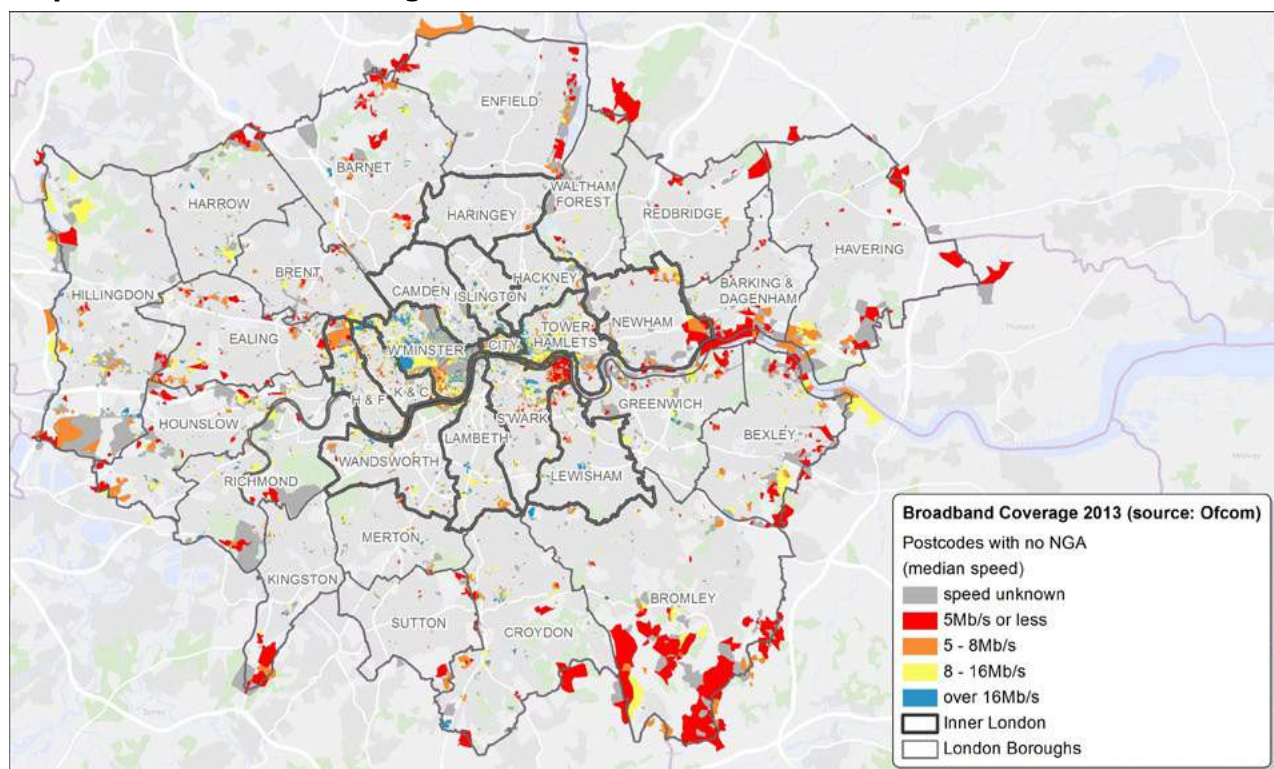 ENFIELD
BARNET
HARROW
HARINGEY
WALTHAM
FOREST
REDBRIDGE
HAVERING
BRENT
HILLINGDON
CAMDEN
ISLINGTON
HACKNEY
BARKING &
DAGENHAM
EALING
W'MINSTER
CITY
TOWER
HAMLETS
NEWHAM
H & F
K & C
HOUNSLOW
S'WARK
GREENWICH
LAMBETH
BEXLEY
WANDSWORTH
RICHMOND
LEWISHAM
MERTON
KINGSTON
SUTTON
CROYDON
BROMLEY
Broadband Coverage 2013 (source: Ofcom)
Postcodes with no NGA
(median speed)
speed unknown
5Mb/s or less
5 - 8Mb/s
8 - 16Mb/s
over 16Mb/s
Inner London
London Boroughs